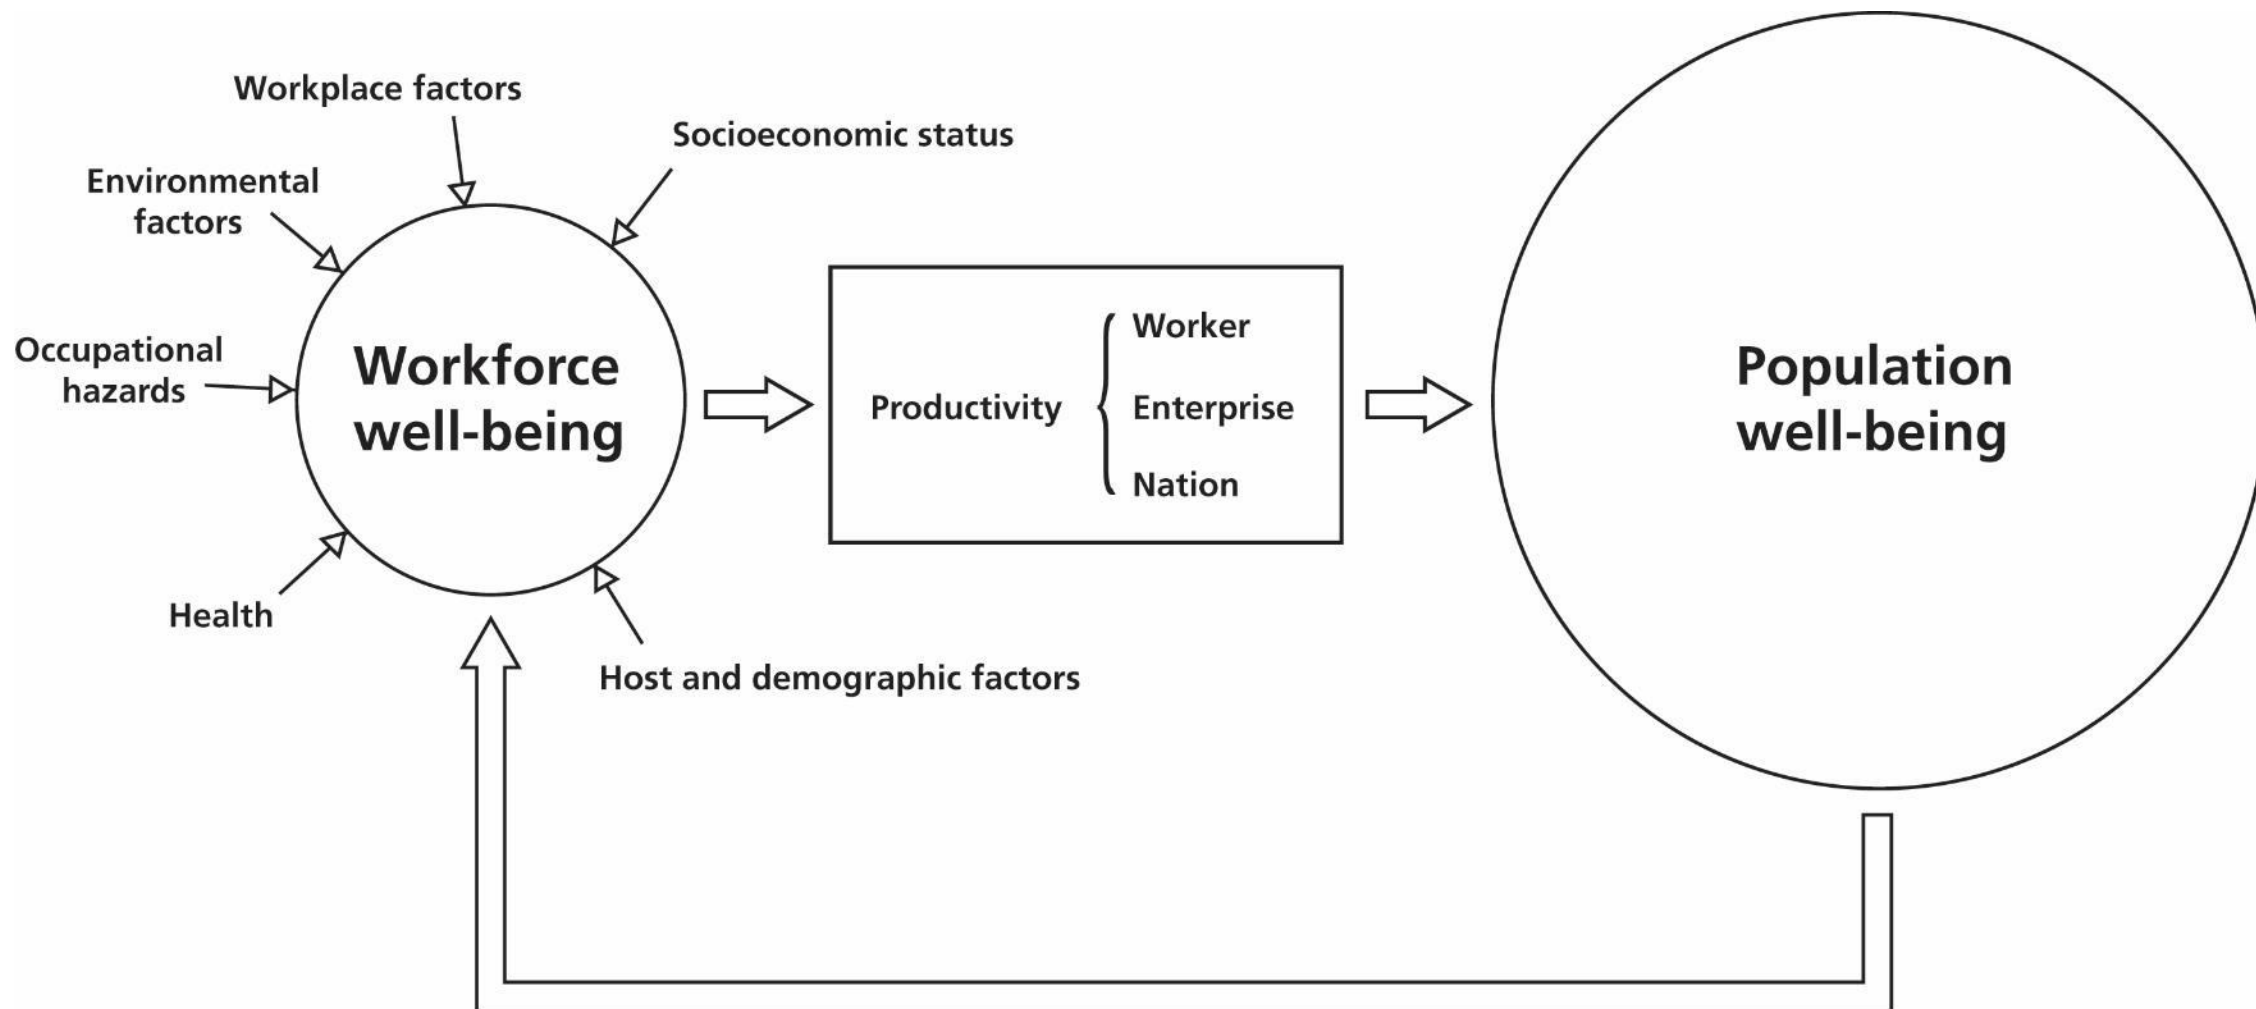 Workplace factors
Socioeconomic status
Environmental
factors
Occupational
hazards
Health
Host and demographic factors
Workforce
well-being
Productivity
Worker
Enterprise
Nation
Population
well-being